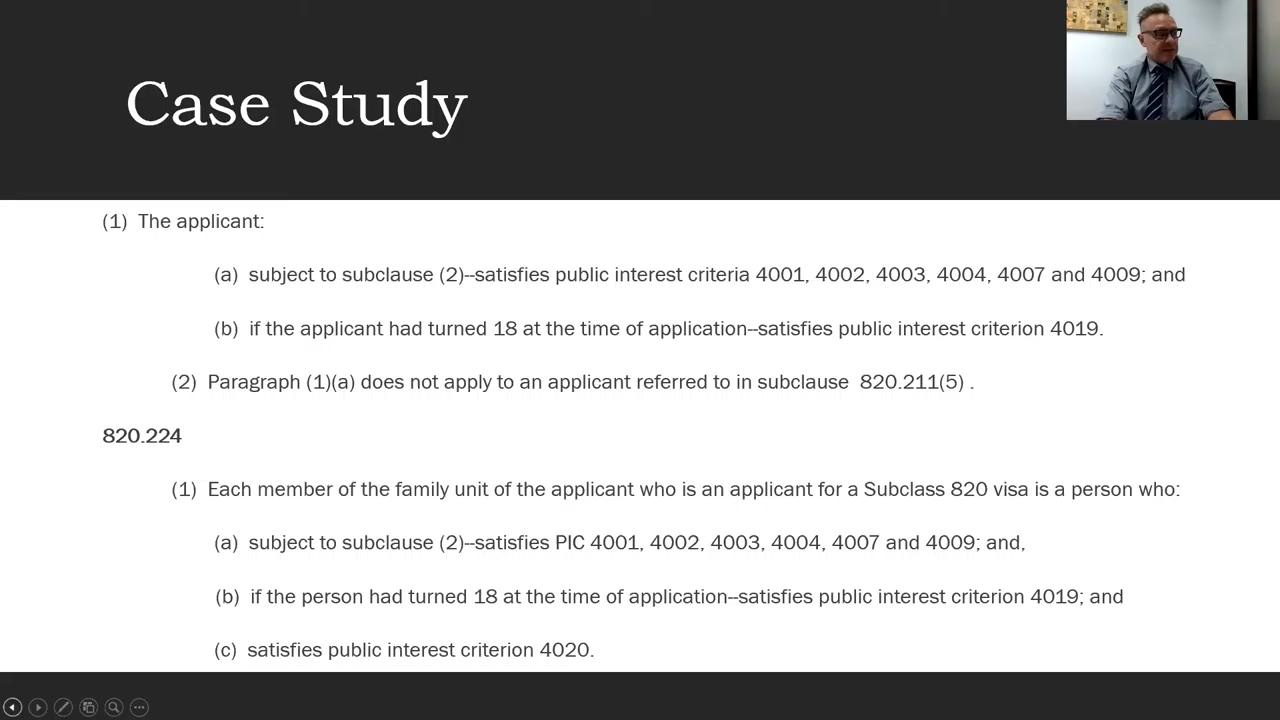 Case Study
(1) The applicant:
(a) subject to subclause (2)--satisfies public interest criteria 4001, 4002, 4003, 4004, 4007 and 4009; and
(b) if the applicant had turned 18 at the time of application--satisfies public interest criterion 4019.
(2) Paragraph (1)(a) does not apply to an applicant referred to in subclause 820.211(5) .
820.224
(1) Each member of the family unit of the applicant who is an applicant for a Subclass 820 visa is a person who:
(a) subject to subclause (2)--satisfies PIC 4001, 4002, 4003, 4004, 4007 and 4009; and,
(b) if the person had turned 18 at the time of application--satisfies public interest criterion 4019; and
(c) satisfies public interest criterion 4020.